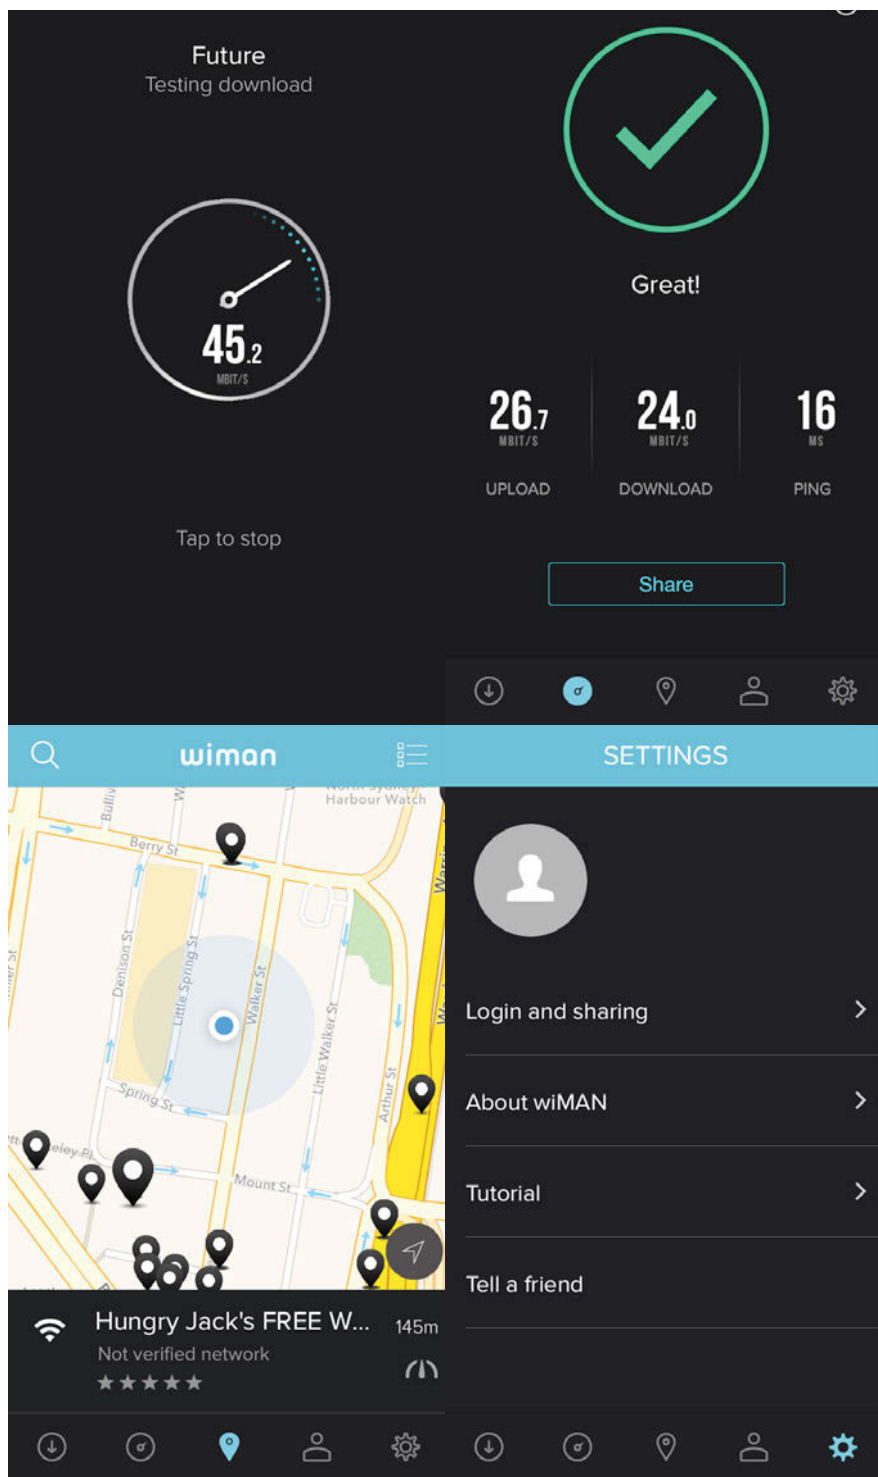 Future
Testing download
45.2
MBIT/S
Tap to stop
Great!
26.7
MBIT/S
UPLOAD
24.0
MBIT/S
DOWNLOAD
16
MS
PING
Share
wiman
North Sydney
Harbour Watch
Berry St
Denison St
Little Spring St
Walker St
Little Walker St
Arthur St
Spring St
Mount St
Hungry Jack's FREE W... 145m
Not verified network
SETTINGS
Login and sharing
About wiMAN
Tutorial
Tell a friend